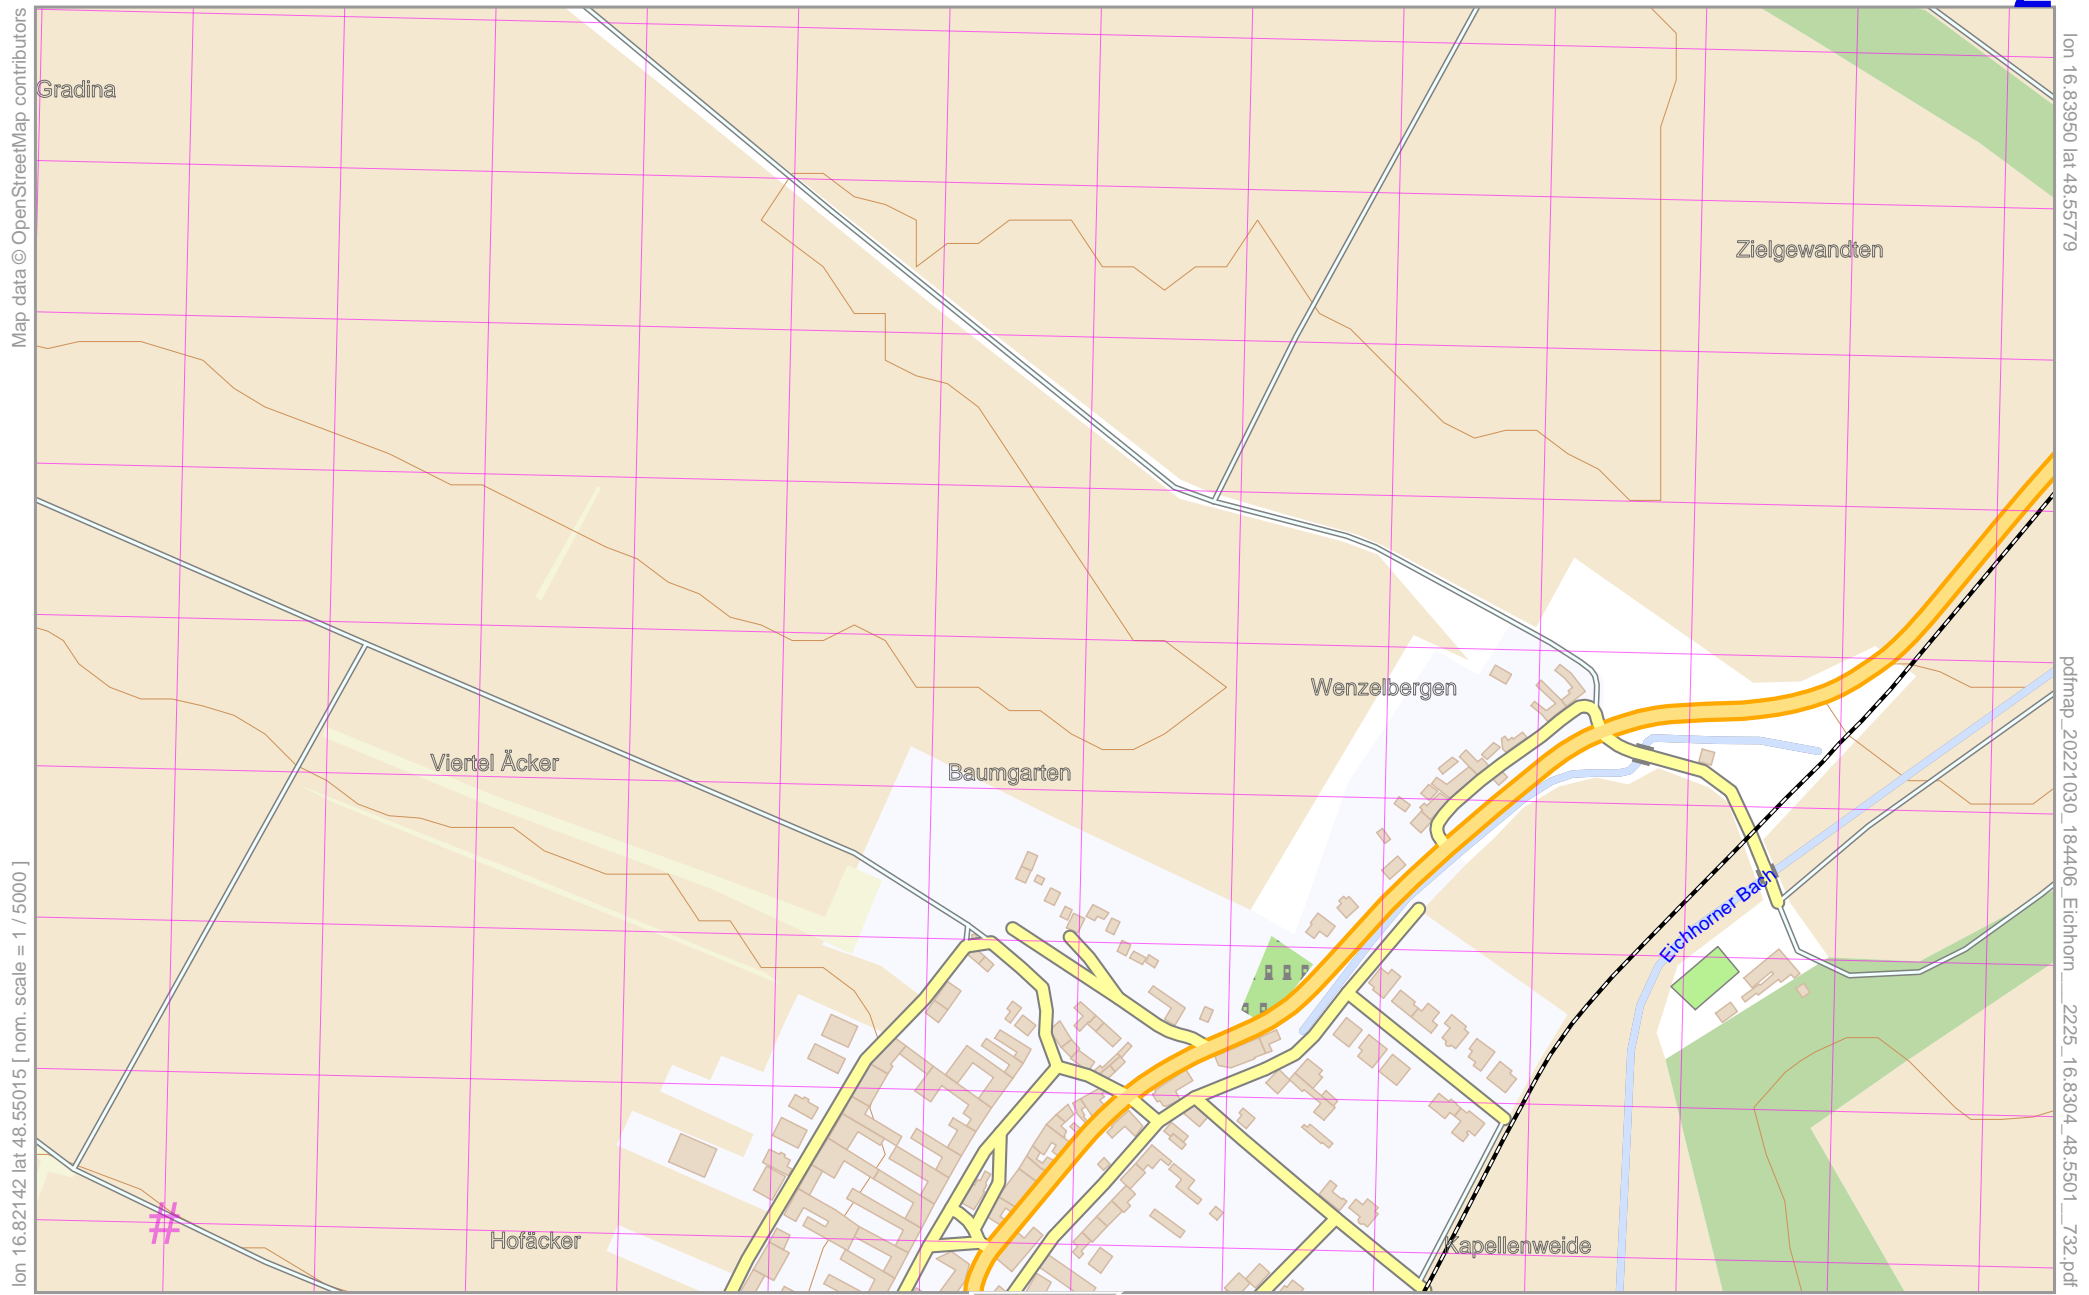 Map data © OpenStreetMap contributors
lon 16.82142 lat 48.55015 [ nom. scale = 1 / 5000 ]
Gradina
Zielgewandten
Wenzelbergen
Viertel Äcker
Baumgarten
Eichhorner Bach
#
Hofäcker
Kapellenweide
lon 16.83950 lat 48.55779
pdfmap_20221030_184406_Eichhorn___2225_16.8304_48.5501__732.pdf